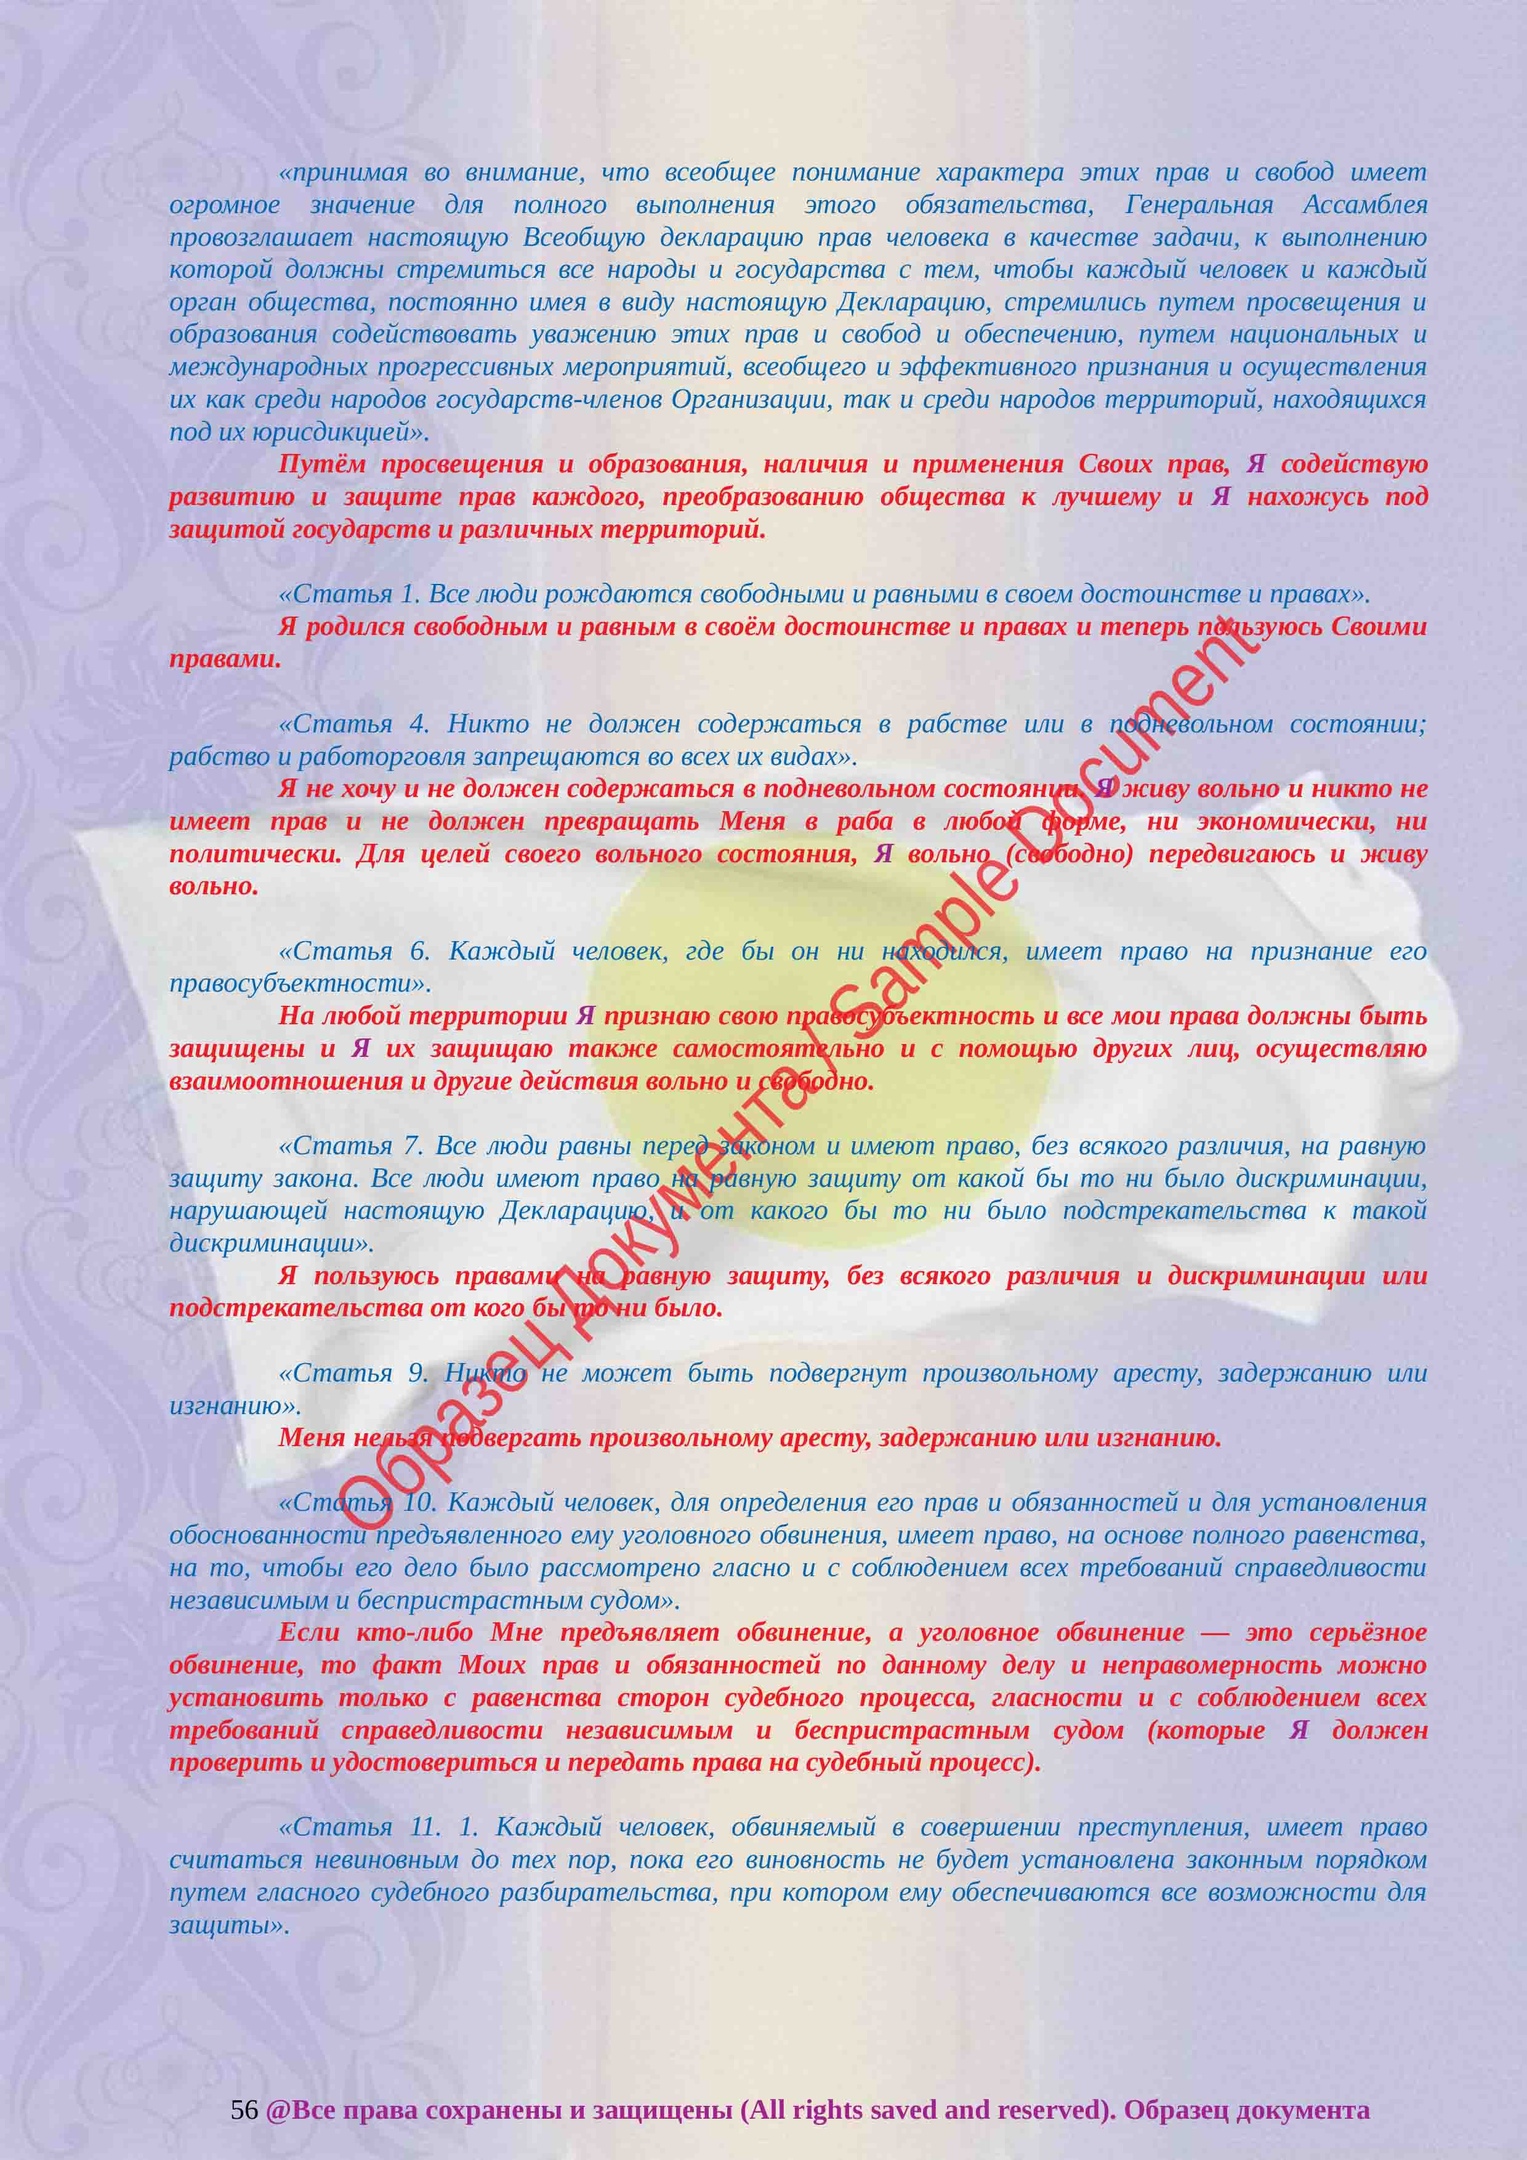 «принимая во внимание, что всеобщее понимание характера этих прав и свобод имеет
огромное значение для полного выполнения этого обязательства, Генеральная Ассамблея
провозглашает настоящую Всеобщую декларацию прав человека в качестве задачи, к выполнению
которой должны стремиться все народы и государства с тем, чтобы каждый человек и каждый
орган общества, постоянно имея в виду настоящую Декларацию, стремились путем просвещения и
образования содействовать уважению этих прав и свобод и обеспечению, путем национальных и
международных прогрессивных мероприятий, всеобщего и эффективного признания и осуществления
их как среди народов государств-членов Организации, так и среди народов территорий, находящихся
под их юрисдикцией».
Путём просвещения и образования, наличия и применения Своих прав, Я содействую
развитию и защите прав каждого, преобразованию общества к лучшему и Я нахожусь под
защитой государств и различных территорий.
«Статья 1. Все люди рождаются свободными и равными в своем достоинстве и правах».
Я родился свободным и равным в своём достоинстве и правах и теперь пользуюсь Своими
правами.
«Статья 4. Никто не должен содержаться в рабстве или в подневольном состоянии;
рабство и работорговля запрещаются во всех их видах».
Я не хочу и не должен содержаться в подневольном состоянии. Я живу вольно и никто не
имеет прав и не должен превращать Меня в раба в любой форме, ни экономически, ни
политически. Для целей своего вольного состояния, Я вольно (свободно) передвигаюсь и живу
вольно.
«Статья 6. Каждый человек, где бы он ни находился, имеет право на признание его
правосубъектности».
На любой территории Я признаю свою правосубъектность и все мои права должны быть
защищены и Я их защищаю также самостоятельно и с помощью других лиц, осуществляю
взаимоотношения и другие действия вольно и свободно.
«Статья 7. Все люди равны перед законом и имеют право, без всякого различия, на равную
защиту закона. Все люди имеют право на равную защиту от какой бы то ни было дискриминации,
нарушающей настоящую Декларацию, и от какого бы то ни было подстрекательства к такой
дискриминации».
Я пользуюсь правами на равную защиту, без всякого различия и дискриминации или
подстрекательства от кого бы то ни было.
«Статья 9. Никто не может быть подвергнут произвольному аресту, задержанию или
изгнанию».
Меня нельзя подвергать произвольному аресту, задержанию или изгнанию.
«Статья 10. Каждый человек, для определения его прав и обязанностей и для установления
обоснованности предъявленного ему уголовного обвинения, имеет право, на основе полного равенства,
на то, чтобы его дело было рассмотрено гласно и с соблюдением всех требований справедливости
независимым и беспристрастным судом».
Если кто-либо Мне предъявляет обвинение, а уголовное обвинение — это серьёзное
обвинение, то факт Моих прав и обязанностей по данному делу и неправомерность можно
установить только с равенства сторон судебного процесса, гласности и с соблюдением всех
требований справедливости независимым и беспристрастным судом (которые Я должен
проверить и удостовериться и передать права на судебный процесс).
«Статья 11. 1. Каждый человек, обвиняемый в совершении преступления, имеет право
считаться невиновным до тех пор, пока его виновность не будет установлена законным порядком
путем гласного судебного разбирательства, при котором ему обеспечиваются все возможности для
защиты».
Образец Документа / Sample Document
56 @Все права сохранены и защищены (All rights saved and reserved). Образец документа